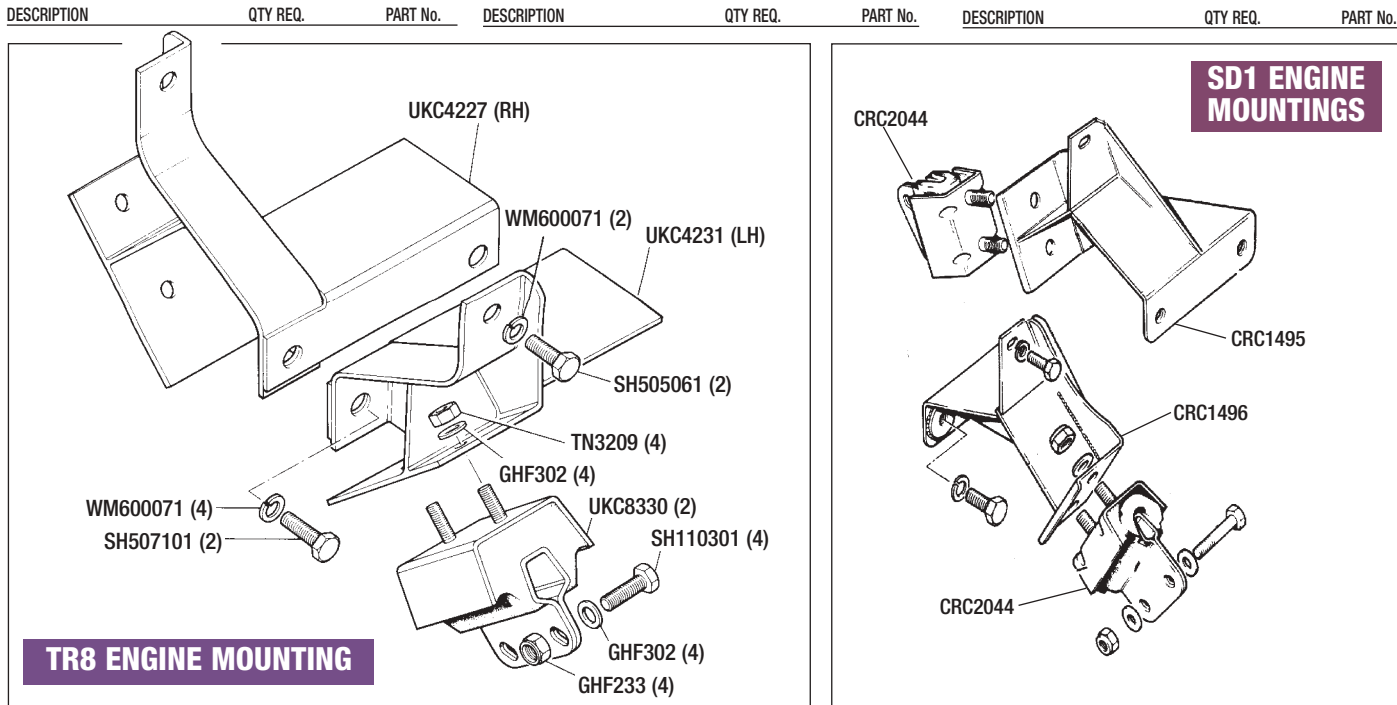 DESCRIPTION QTY REQ. PART No. DESCRIPTION QTY REQ. PART No. DESCRIPTION QTY REQ. PART No.
UKC4227 (RH)
WM600071 (2)
UKC4231 (LH)
SH505061 (2)
TN3209 (4)
GHF302 (4)
WM600071 (4)
SH507101 (2)
UKC8330 (2)
SH110301 (4)
GHF302 (4)
GHF233 (4)
TR8 ENGINE MOUNTING
SD1 ENGINE
MOUNTINGS
CRC2044
CRC1495
CRC1496
CRC2044